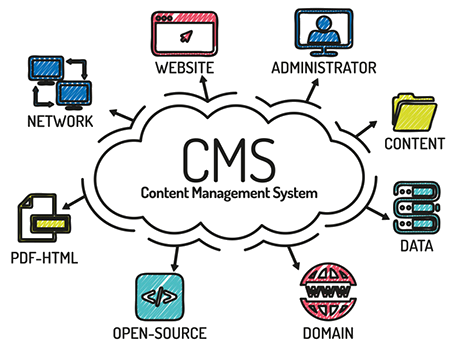 WEBSITE
ADMINISTRATOR
NETWORK
CONTENT
CMS
Content Management System
DATA
PDF-HTML
</>
WWW
OPEN-SOURCE
DOMAIN